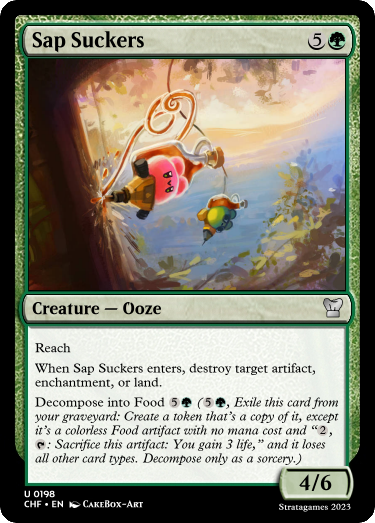 Sap Suckers 5
Creature — Ooze
Reach
When Sap Suckers enters, destroy target artifact,
enchantment, or land.
Decompose into Food 5 ( 5 , Exile this card from
your graveyard: Create a token that's a copy of it, except
it's a colorless Food artifact with no mana cost and “2,
: Sacrifice this artifact: You gain 3 life,” and it loses
all other card types. Decompose only as a sorcery.)
4/6
U 0198
CHF • EN CakeBox-Art
Stratagames 2023